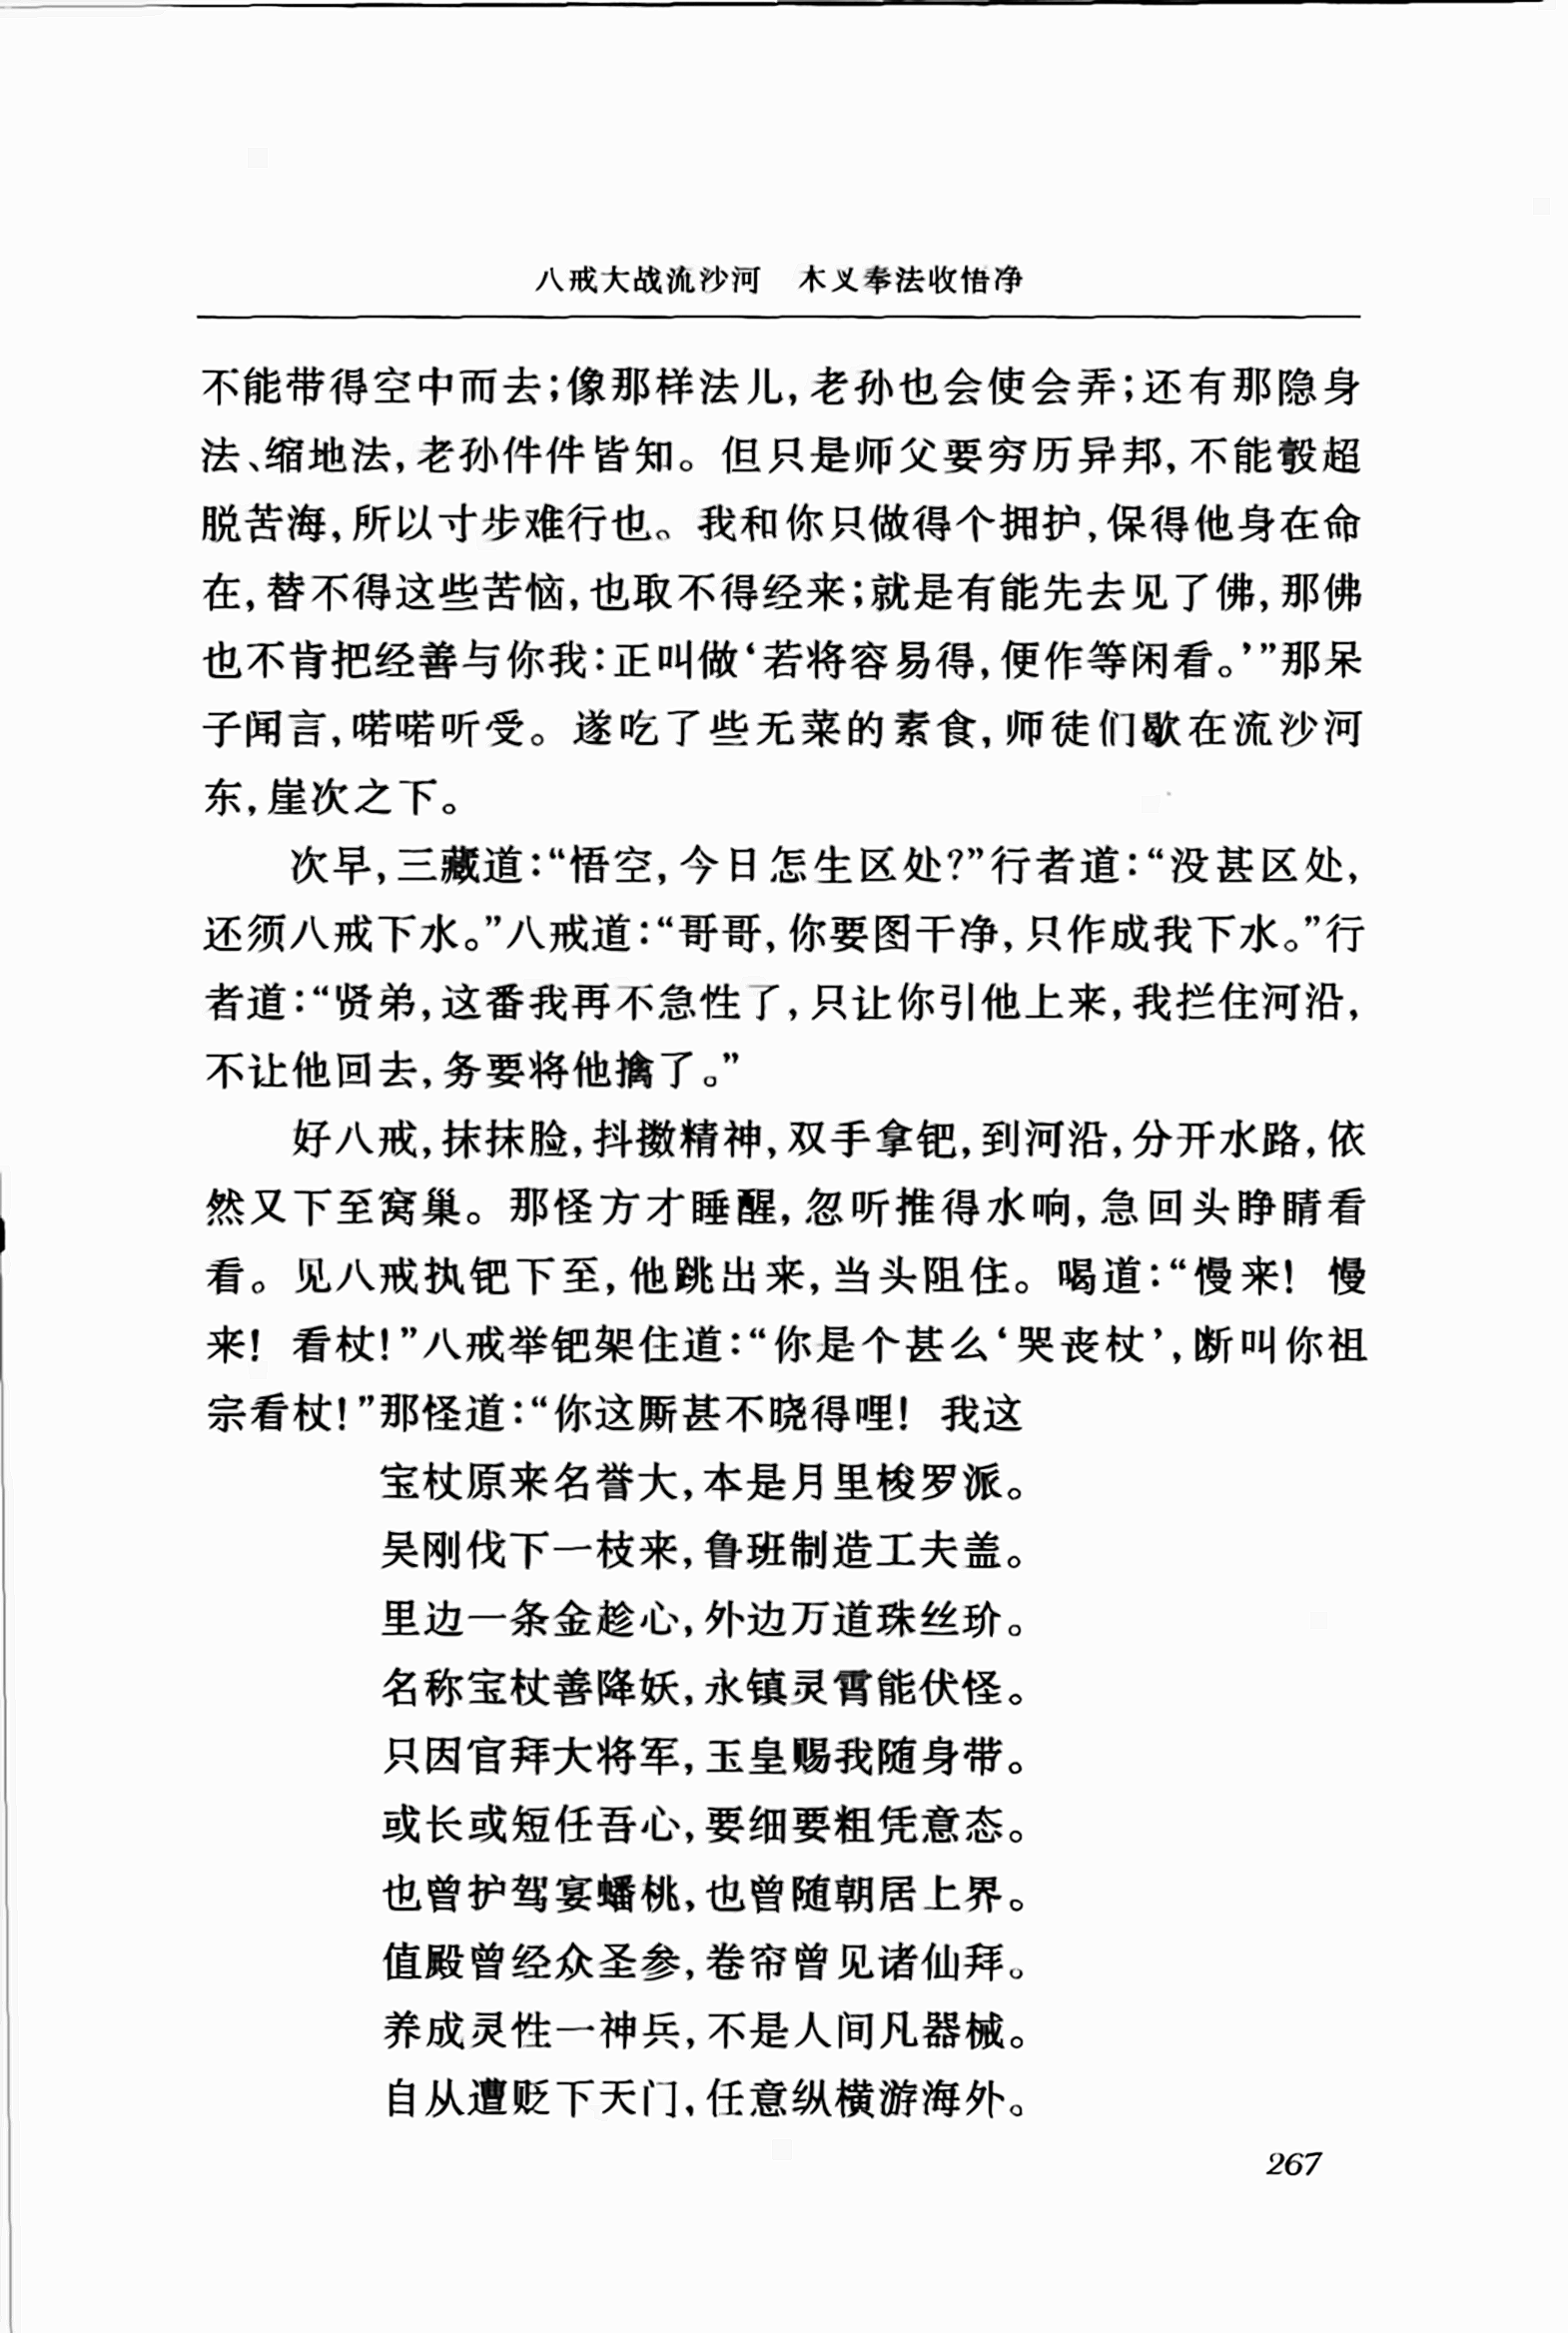 八戒大战流沙河　木叉奉法收悟净
不能带得空中而去；像那样法儿，老孙也会使会弄；还有那隐身
法、缩地法，老孙件件皆知。但只是师父要穷历异邦，不能彀超
脱苦海，所以寸步难行也。我和你只做得个拥护，保得他身在命
在，替不得这些苦恼，也取不得经来；就是有能先去见了佛，那佛
也不肯把经善与你我：正叫做‘若将容易得，便作等闲看。’”那呆
子闻言，喏喏听受。遂吃了些无菜的素食，师徒们歇在流沙河
东，崖次之下。
次早，三藏道：“悟空，今日怎生区处？”行者道：“没甚区处，
还须八戒下水。”八戒道：“哥哥，你要图干净，只作成我下水。”行
者道：“贤弟，这番我再不急性了，只让你引他上来，我拦住河沿，
不让他回去，务要将他擒了。”
好八戒，抹抹脸，抖擞精神，双手拿钯，到河沿，分开水路，依
然又下至窝巢。那怪方才睡醒，忽听推得水响，急回头睁睛看
看。见八戒执钯下至，他跳出来，当头阻住。喝道：“慢来！慢
来！看杖！”八戒举钯架住道：“你是个甚么‘哭丧杖’，断叫你祖
宗看杖！”那怪道：“你这厮甚不晓得哩！我这
宝杖原来名誉大，本是月里梭罗派。
吴刚伐下一枝来，鲁班制造工夫盖。
里边一条金趁心，外边万道珠丝玠。
名称宝杖善降妖，永镇灵霄能伏怪。
只因官拜大将军，玉皇赐我随身带。
或长或短任吾心，要细要粗凭意态。
也曾护驾宴蟠桃，也曾随朝居上界。
值殿曾经众圣参，卷帘曾见诸仙拜。
养成灵性一神兵，不是人间凡器械。
自从遭贬下天门，任意纵横游海外。
267